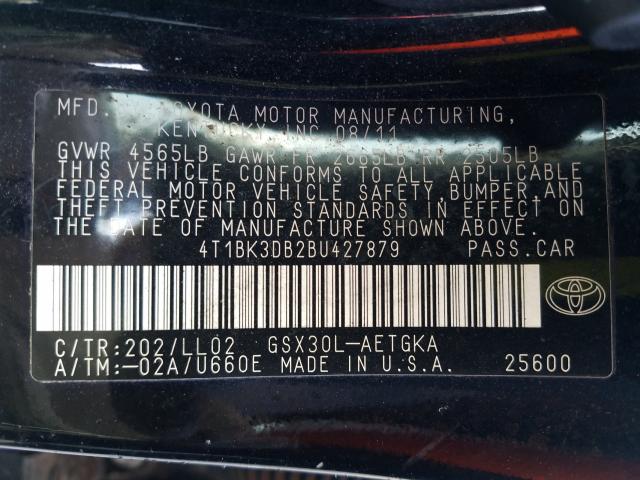 MFD. TOYOTA MOTOR MANUFACTURING,
KENTUCKY, INC 08/11
GVWR 4565LB GAWR FR 2665LB RR 2505LB
THIS VEHICLE CONFORMS TO ALL APPLICABLE
FEDERAL MOTOR VEHICLE SAFETY, BUMPER AND
THEFT PREVENTION STANDARDS IN EFFECT ON
THE DATE OF MANUFACTURE SHOWN ABOVE.
4T1BK3DB2BU427879 PASS.CAR
C/TR:202/LL02 GSX30L-AETGKA
A/TM:-02A/U660E MADE IN U.S.A. 25600